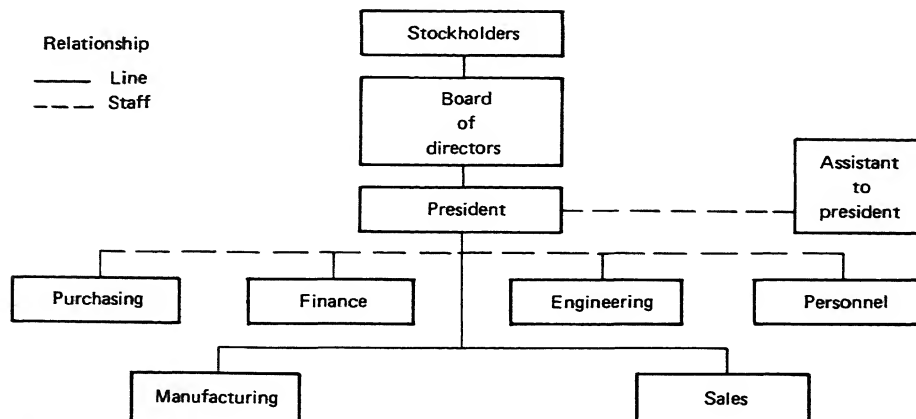 Stockholders
Relationship
Line
Staff
Board
of
directors
Assistant
to
president
President
Purchasing
Finance
Engineering
Personnel
Manufacturing
Sales